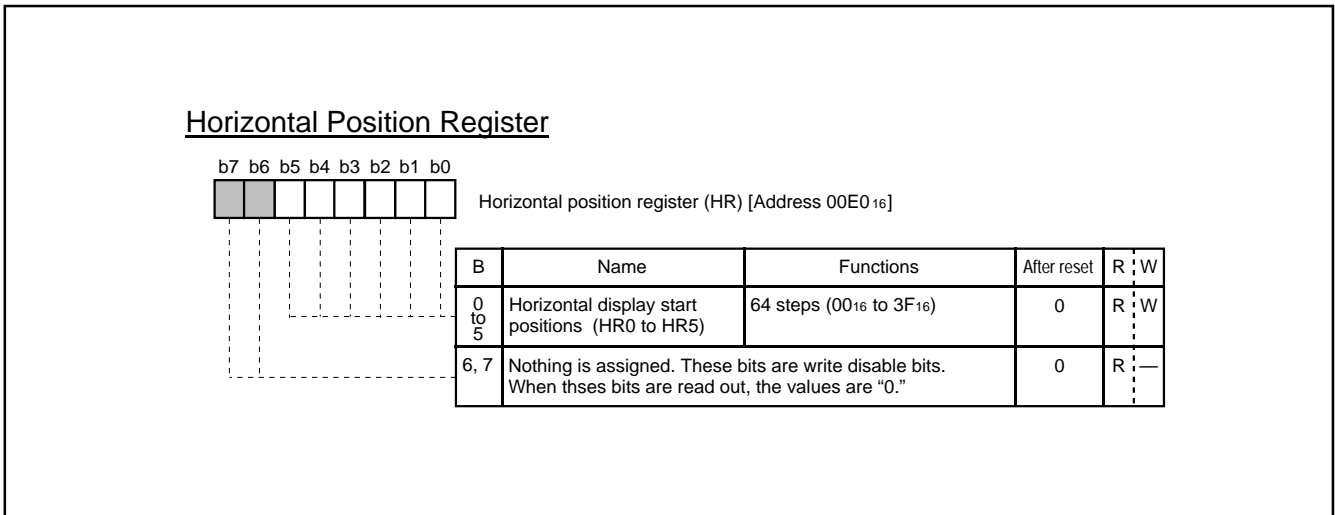 Horizontal Position Register
b7 b6 b5 b4 b3 b2 b1 b0
Horizontal position register (HR) [Address 00E016]
B Name Functions After reset R W
0 to 5 Horizontal display start positions (HR0 to HR5) 64 steps (0016 to 3F16) 0 R W
6, 7 Nothing is assigned. These bits are write disable bits.
When thses bits are read out, the values are “0.” 0 R —